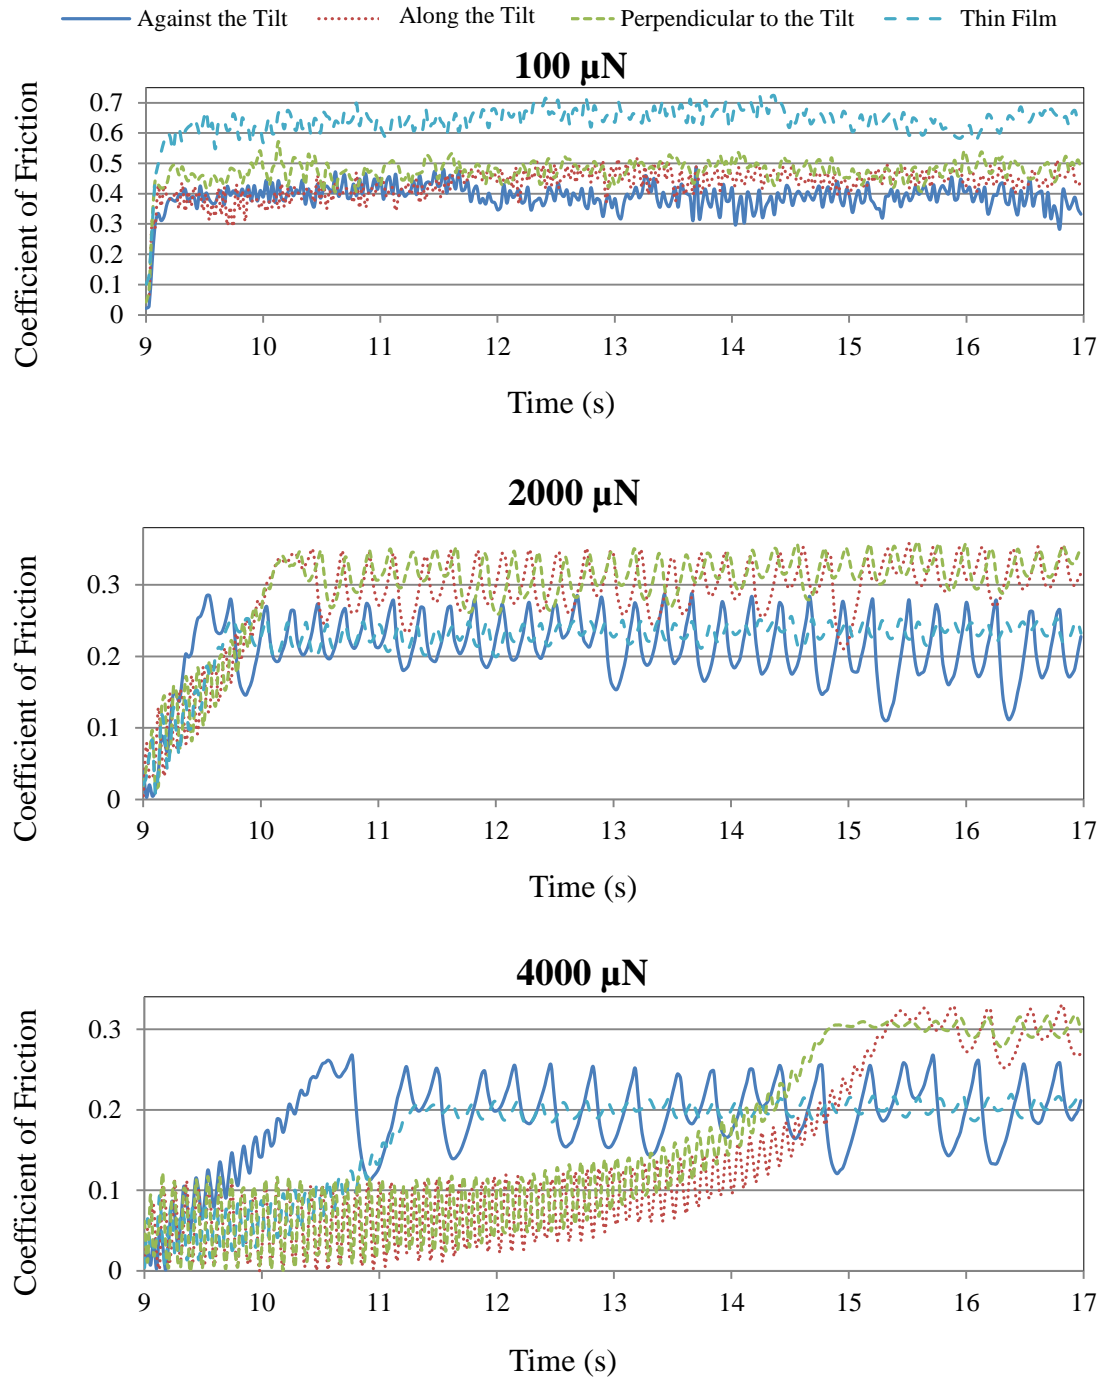 Against the Tilt Along the Tilt Perpendicular to the Tilt Thin Film
100 µN
Coefficient of Friction
0.7
0.6
0.5
0.4
0.3
0.2
0.1
0
9 10 11 12 13 14 15 16 17
Time (s)
2000 µN
Coefficient of Friction
0.3
0.2
0.1
0
9 10 11 12 13 14 15 16 17
Time (s)
4000 µN
Coefficient of Friction
0.3
0.2
0.1
0
9 10 11 12 13 14 15 16 17
Time (s)